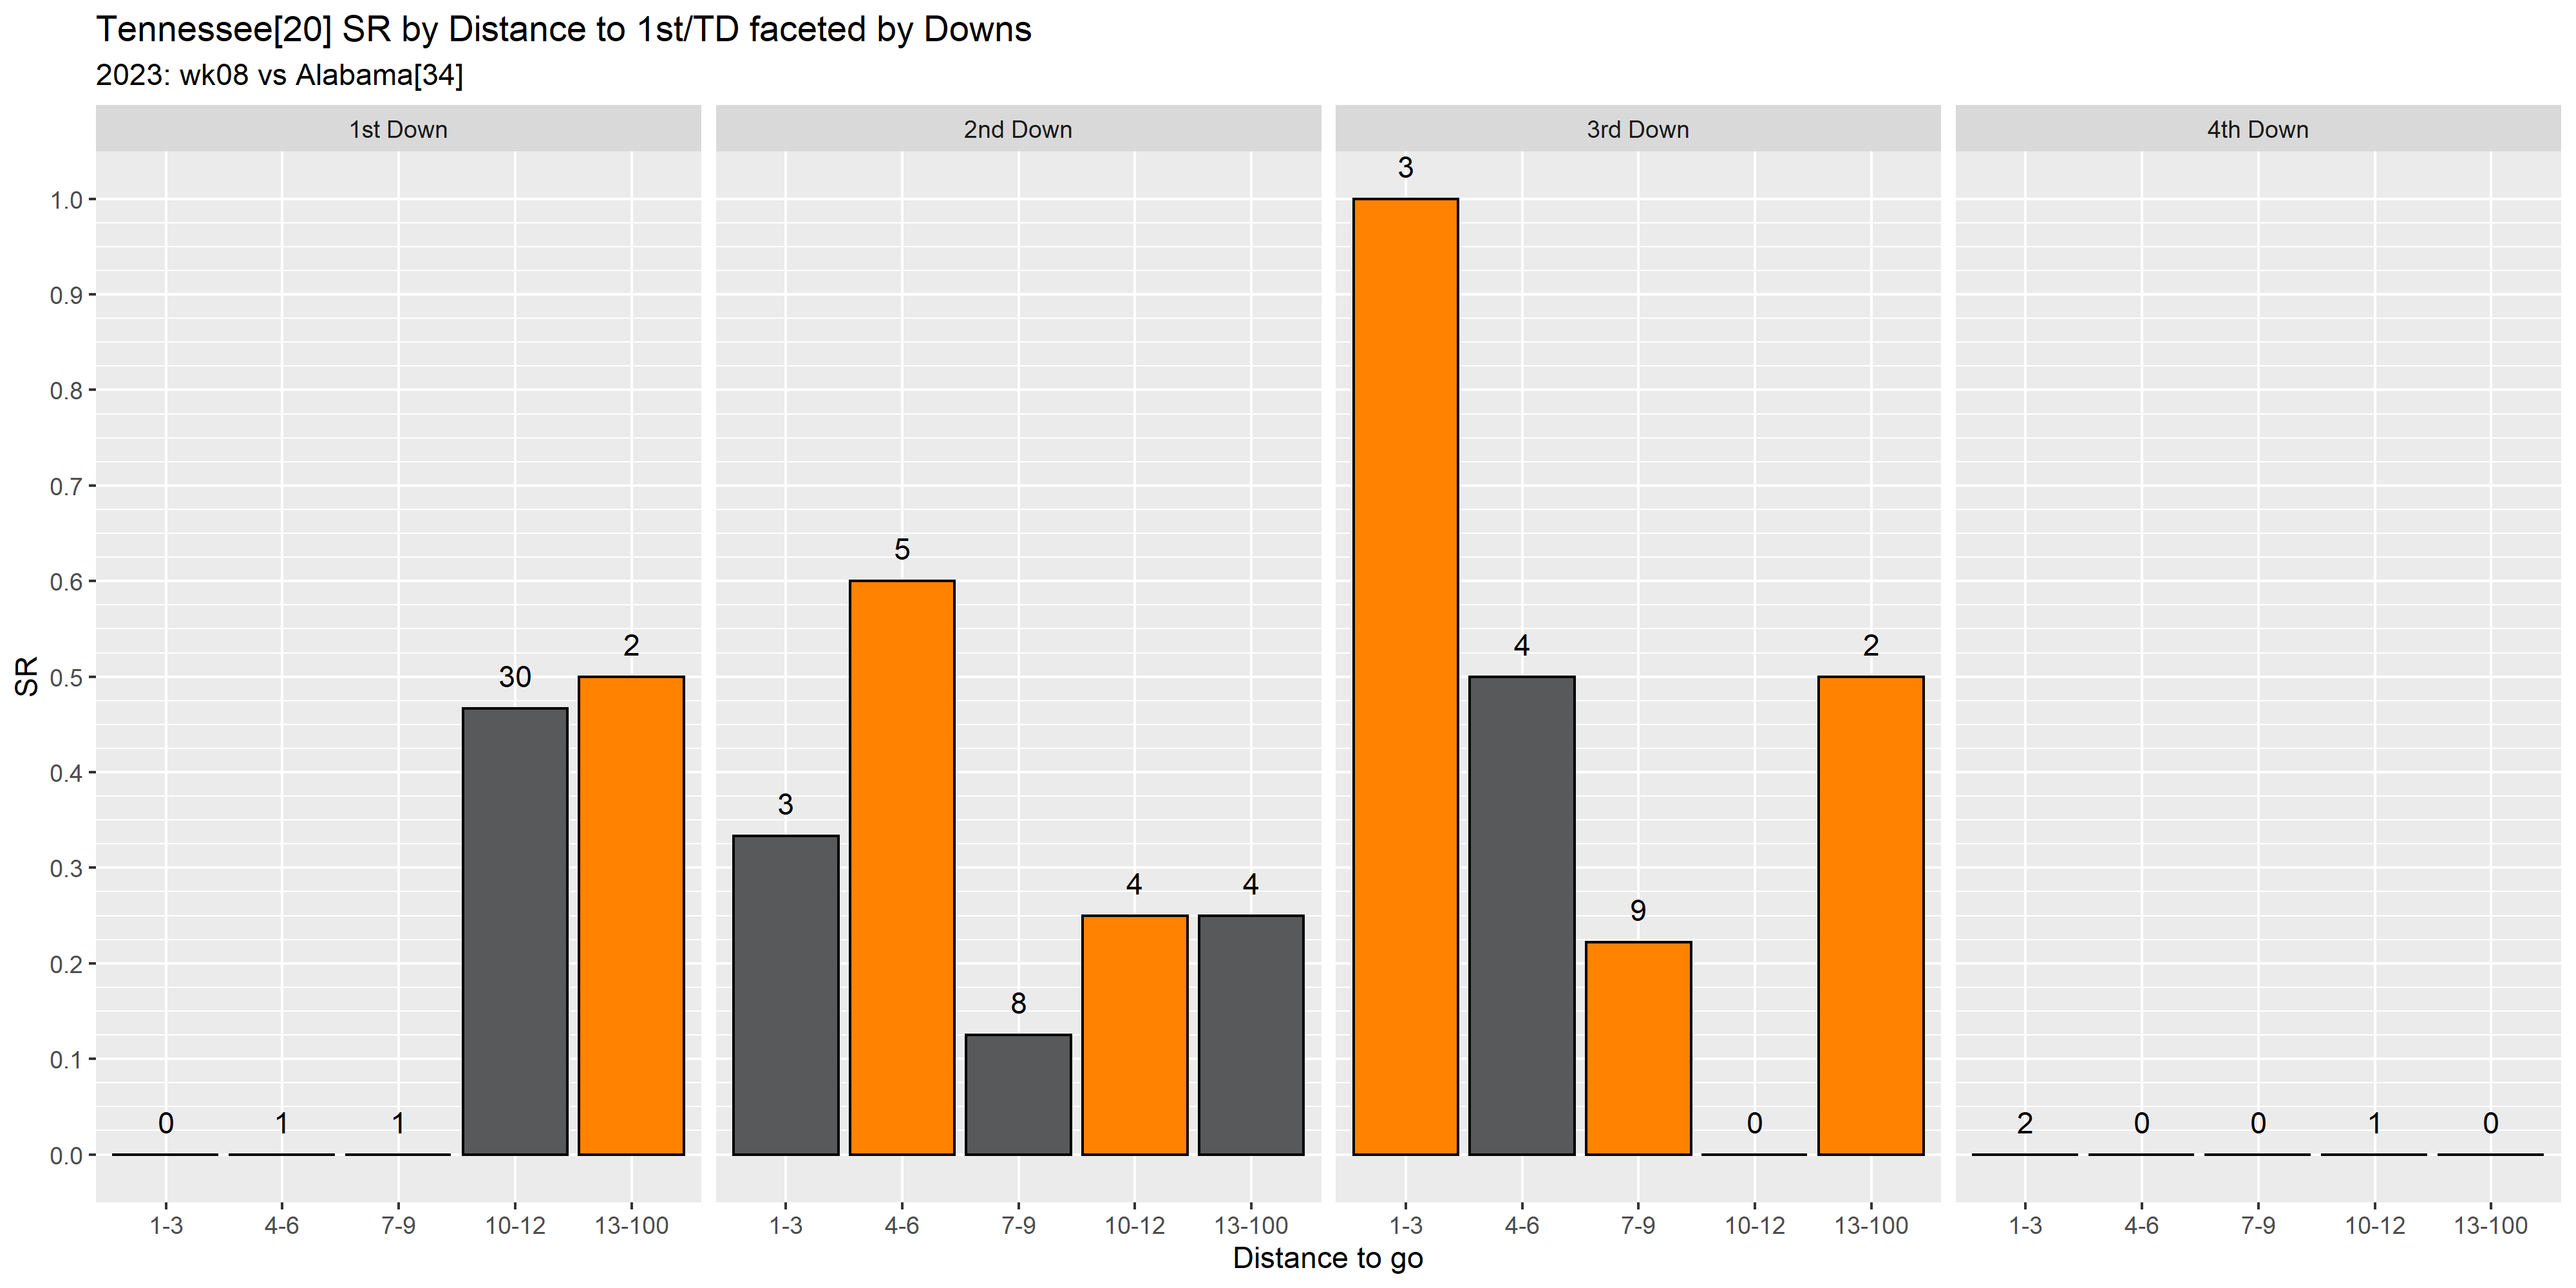 Tennessee[20] SR by Distance to 1st/TD faceted by Downs
2023: wk08 vs Alabama[34]
1st Down 2nd Down 3rd Down 4th Down
SR
1.0
0.9
0.8
0.7
0.6
0.5
0.4
0.3
0.2
0.1
0.0
0 1 1 30 2
3 5 8 4 4
3 4 9 0 2
2 0 0 1 0
1-3 4-6 7-9 10-12 13-100 1-3 4-6 7-9 10-12 13-100 1-3 4-6 7-9 10-12 13-100 1-3 4-6 7-9 10-12 13-100
Distance to go